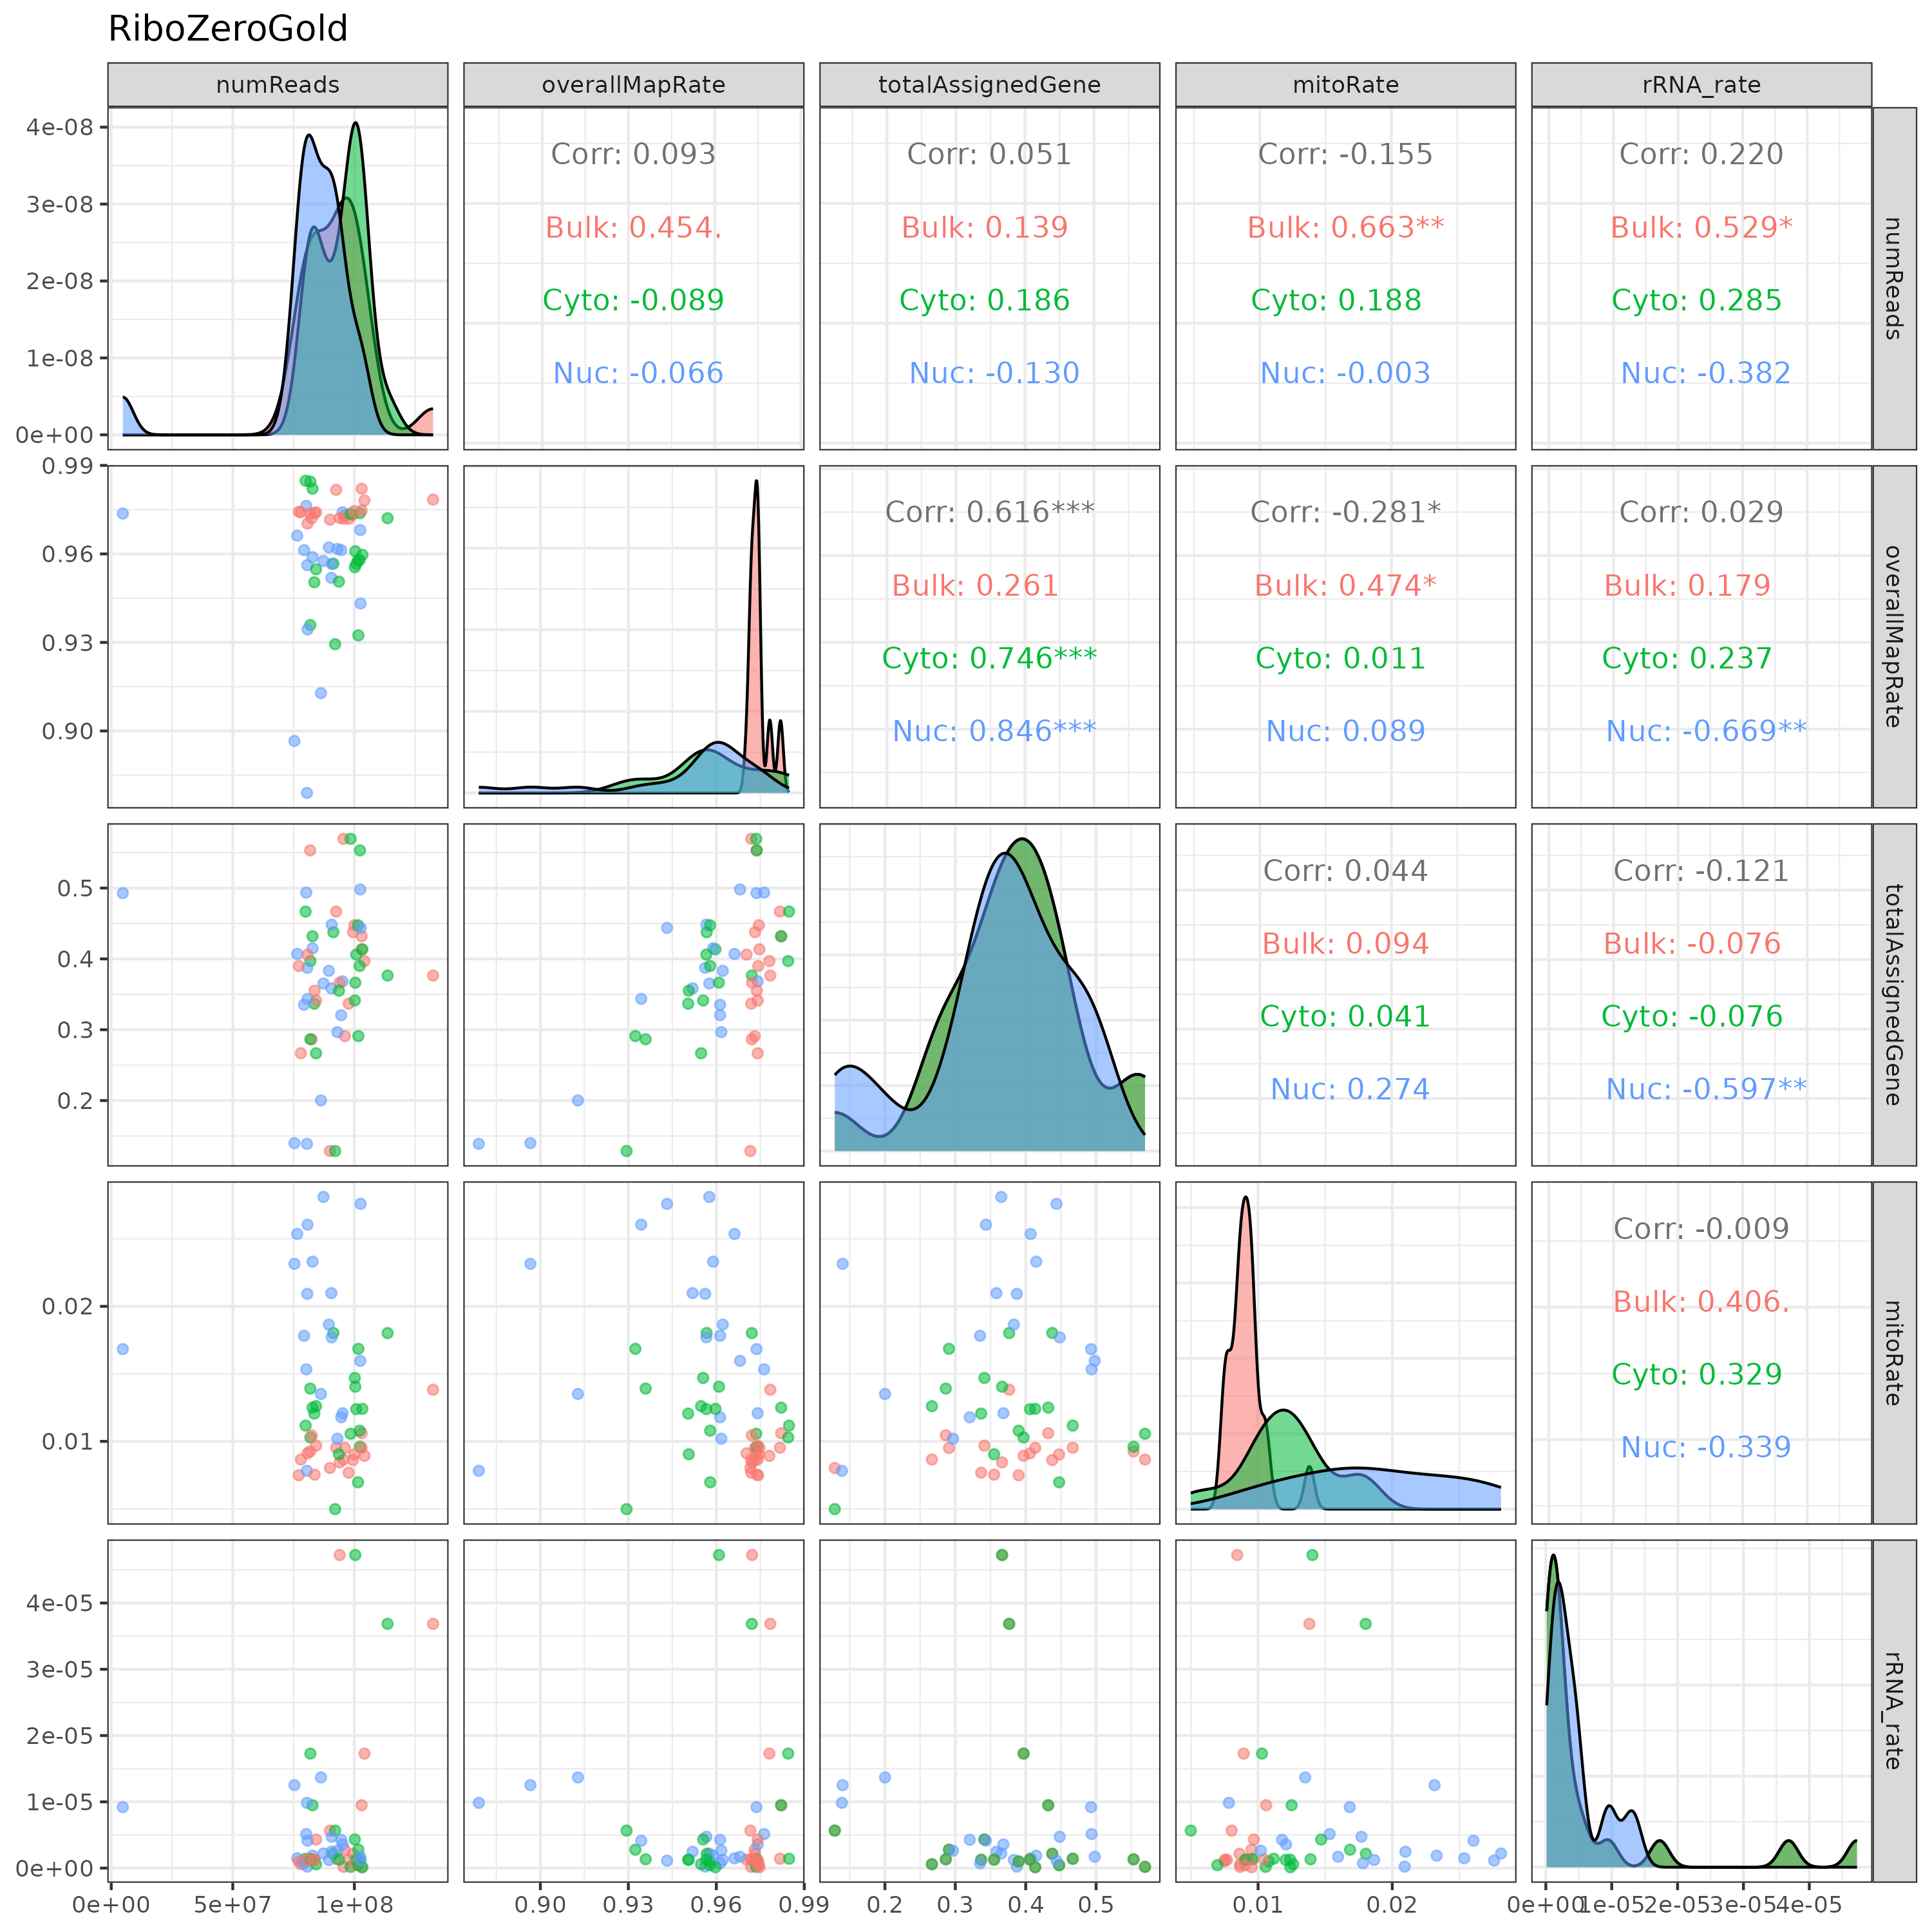 RiboZeroGold
numReads overallMapRate totalAssignedGene mitoRate rRNA_rate
4e-08
3e-08
2e-08
1e-08
0e+00
Corr: 0.093 Corr: 0.051 Corr: -0.155 Corr: 0.220
Bulk: 0.454. Bulk: 0.139 Bulk: 0.663** Bulk: 0.529*
Cyto: -0.089 Cyto: 0.186 Cyto: 0.188 Cyto: 0.285
Nuc: -0.066 Nuc: -0.130 Nuc: -0.003 Nuc: -0.382
numReads
0.99
0.96
0.93
0.90
Corr: 0.616*** Corr: -0.281* Corr: 0.029
Bulk: 0.261 Bulk: 0.474* Bulk: 0.179
Cyto: 0.746*** Cyto: 0.011 Cyto: 0.237
Nuc: 0.846*** Nuc: 0.089 Nuc: -0.669**
overallMapRate
0.5
0.4
0.3
0.2
Corr: 0.044 Corr: -0.121
Bulk: 0.094 Bulk: -0.076
Cyto: 0.041 Cyto: -0.076
Nuc: 0.274 Nuc: -0.597**
totalAssignedGene
0.02
0.01
Corr: -0.009
Bulk: 0.406.
Cyto: 0.329
Nuc: -0.339
mitoRate
4e-05
3e-05
2e-05
1e-05
0e+00
rRNA_rate
0e+00 5e+07 1e+08 0.90 0.93 0.96 0.99 0.2 0.3 0.4 0.5 0.01 0.02 0e+00 1e-05 2e-05 3e-05 4e-05